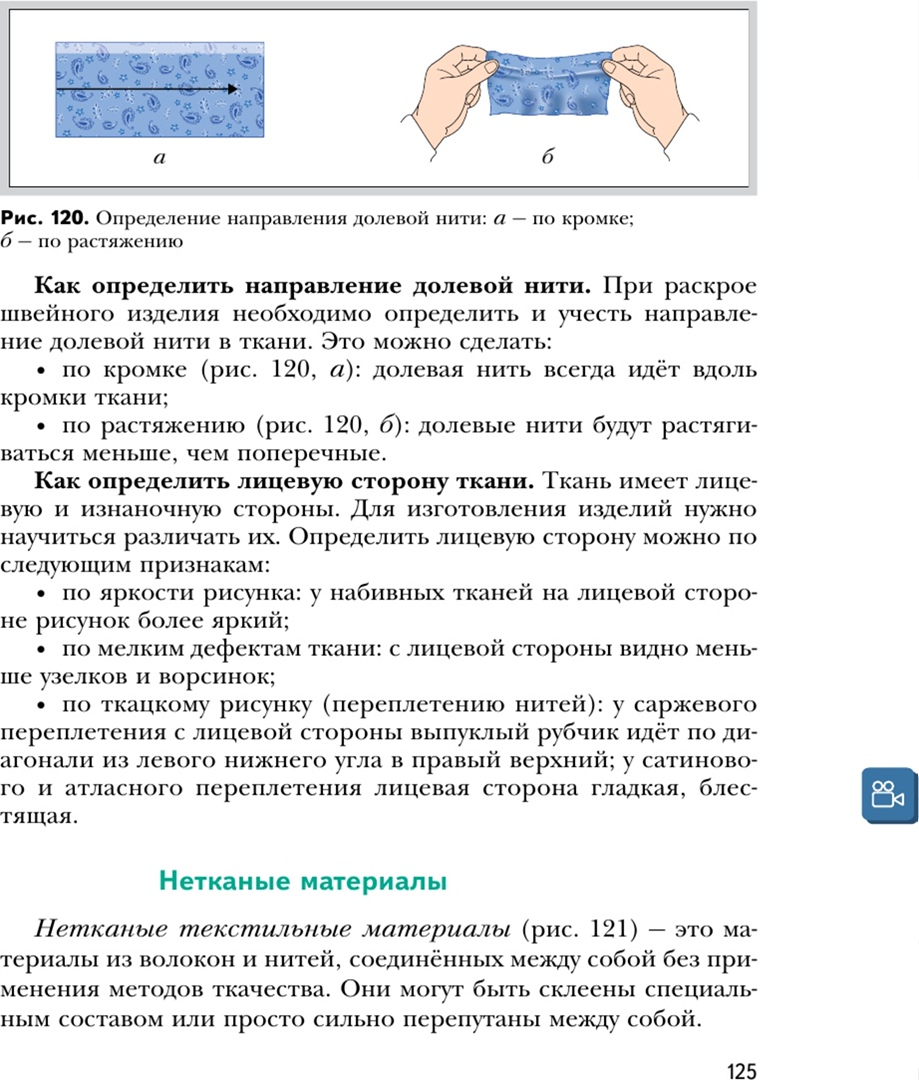 а
б
Рис. 120. Определение направления долевой нити: а – по кромке;
б – по растяжению
Как определить направление долевой нити. При раскрое
швейного изделия необходимо определить и учесть направле-
ние долевой нити в ткани. Это можно сделать:
• по кромке (рис. 120, а): долевая нить всегда идёт вдоль
кромки ткани;
• по растяжению (рис. 120, б): долевые нити будут растяги-
ваться меньше, чем поперечные.
Как определить лицевую сторону ткани. Ткань имеет лице-
вую и изнаночную стороны. Для изготовления изделий нужно
научиться различать их. Определить лицевую сторону можно по
следующим признакам:
• по яркости рисунка: у набивных тканей на лицевой сторо-
не рисунок более яркий;
• по мелким дефектам ткани: с лицевой стороны видно мень-
ше узелков и ворсинок;
• по ткацкому рисунку (переплетению нитей): у саржевого
переплетения с лицевой стороны выпуклый рубчик идёт по ди-
агонали из левого нижнего угла в правый верхний; у сатиново-
го и атласного переплетения лицевая сторона гладкая, блес-
тящая.
Нетканые материалы
Нетканые текстильные материалы (рис. 121) – это ма-
териалы из волокон и нитей, соединённых между собой без при-
менения методов ткачества. Они могут быть склеены специаль-
ным составом или просто сильно перепутаны между собой.
125